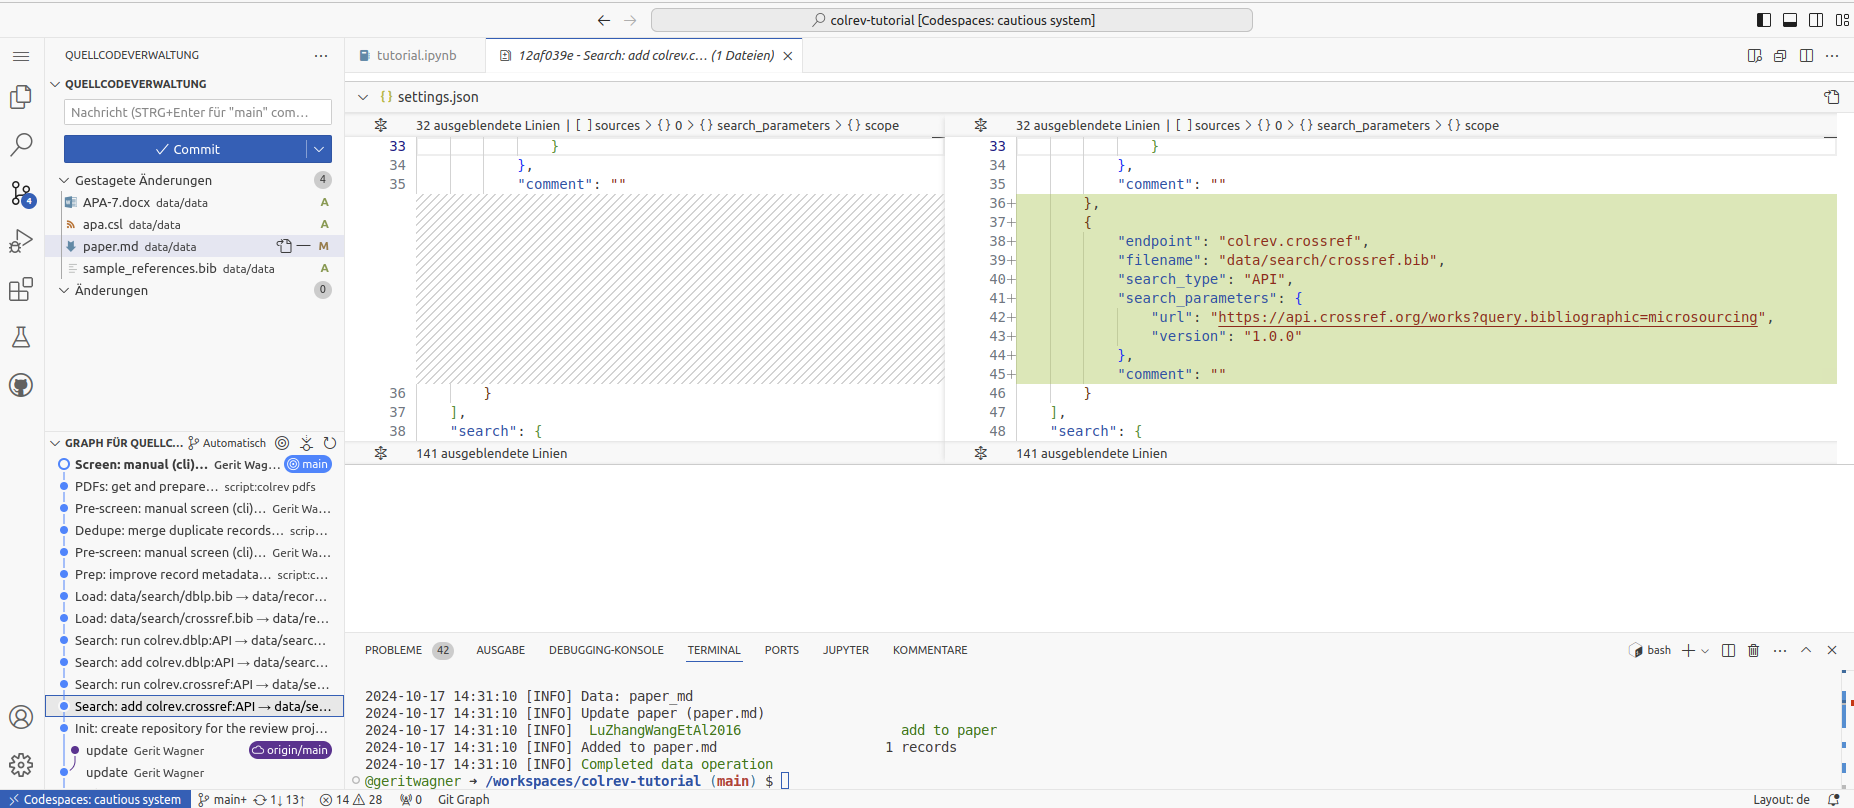 colrev-tutorial [Codespaces: cautious system]
QUELLCODEVERWALTUNG
QUELLCODEVERWALTUNG
Nachricht (STRG+Enter für "main" com...
Commit
Gestagete Änderungen 4
APA-7.docx data/data A
apa.csl data/data A
paper.md data/data M
sample_references.bib data/data A
Änderungen 0
4
GRAPH FÜR QUELLC... Automatisch
Screen: manual (cli)... Gerit Wag... main
PDFs: get and prepare... script:colrev pdfs
Pre-screen: manual screen (cli)... Gerit Wa...
Dedupe: merge duplicate records... scrip...
Pre-screen: manual screen (cli)... Gerit Wa...
Prep: improve record metadata... script:c...
Load: data/search/dblp.bib → data/recor...
Load: data/search/crossref.bib → data/re...
Search: run colrev.dblp:API → data/searc...
Search: add colrev.dblp:API → data/searc...
Search: run colrev.crossref:API → data/se...
Search: add colrev.crossref:API → data/se...
Init: create repository for the review proj...
update Gerit Wagner origin/main
update Gerit Wagner
tutorial.ipynb
12af039e - Search: add colrev.c... (1 Dateien)
{} settings.json
32 ausgeblendete Linien | [ ] sources > {} 0 > {} search_parameters > {} scope
33 }
34 },
35 "comment": ""
36 }
37 ],
38 "search": {
141 ausgeblendete Linien
32 ausgeblendete Linien | [ ] sources > {} 0 > {} search_parameters > {} scope
33 }
34 },
35 "comment": ""
36+ },
37+ {
38+ "endpoint": "colrev.crossref",
39+ "filename": "data/search/crossref.bib",
40+ "search_type": "API",
41+ "search_parameters": {
42+ "url": "https://api.crossref.org/works?query.bibliographic=microsourcing",
43+ "version": "1.0.0"
44+ },
45+ "comment": ""
46 }
47 ],
48 "search": {
141 ausgeblendete Linien
PROBLEME 42 AUSGABE DEBUGGING-KONSOLE TERMINAL PORTS JUPYTER KOMMENTARE
bash
2024-10-17 14:31:10 [INFO] Data: paper_md
2024-10-17 14:31:10 [INFO] Update paper (paper.md)
2024-10-17 14:31:10 [INFO] LuZhangWangEtAl2016 add to paper
2024-10-17 14:31:10 [INFO] Added to paper.md 1 records
2024-10-17 14:31:10 [INFO] Completed data operation
@geritwagner → /workspaces/colrev-tutorial (main) $
Codespaces: cautious system main+ 1↓ 13↑ 14 28 0 Git Graph Layout: de